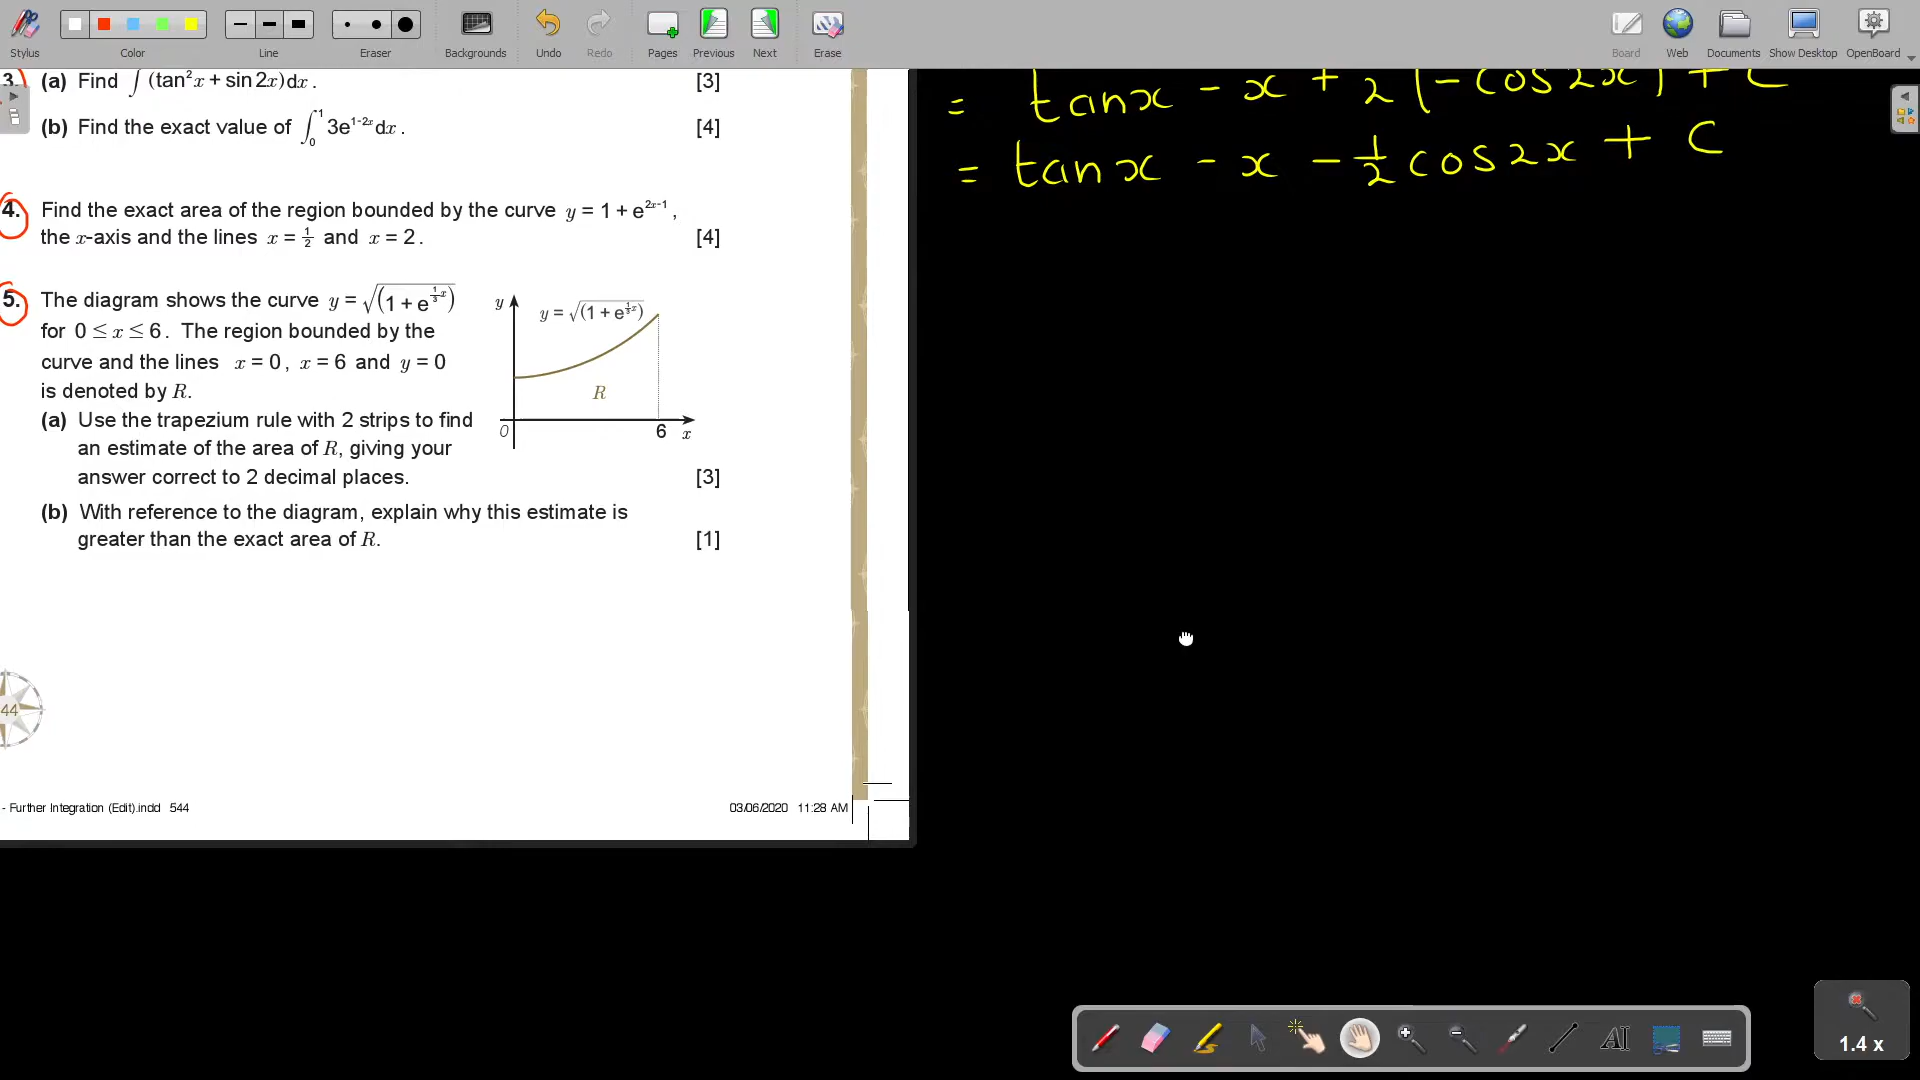 Stylus Color Line Eraser Backgrounds Undo Redo Pages Previous Next Erase Board Web Documents Show Desktop OpenBoard
3. (a) Find ∫ (tan²x + sin 2x)dx. [3]
(b) Find the exact value of ∫₀¹ 3e^(1-2x) dx. [4]
4. Find the exact area of the region bounded by the curve y = 1 + e^(2x-1),
the x-axis and the lines x = 1/2 and x = 2. [4]
5. The diagram shows the curve y = √(1 + e^(1/3 x))
for 0 ≤ x ≤ 6. The region bounded by the
curve and the lines x = 0, x = 6 and y = 0
is denoted by R.
(a) Use the trapezium rule with 2 strips to find
an estimate of the area of R, giving your
answer correct to 2 decimal places. [3]
(b) With reference to the diagram, explain why this estimate is
greater than the exact area of R. [1]
y
y = √(1 + e^(1/3 x))
R
0 6 x
44
- Further Integration (Edit).indd 544 03/06/2020 11:28 AM
= tanx - x + (-cos2x) + C
= tanx - x - 1/2 cos2x + C
1.4 x